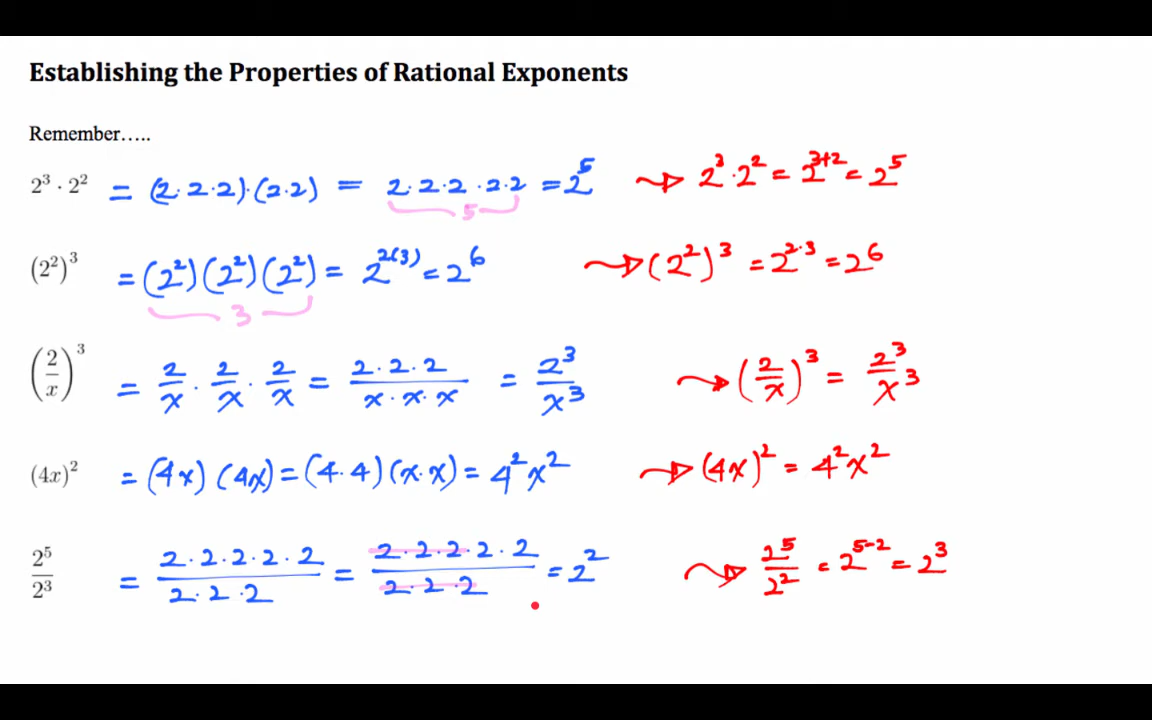 Establishing the Properties of Rational Exponents
Remember…..
2³ · 2² = (2·2·2)·(2·2) = 2·2·2·2·2 = 2⁵ → 2³·2² = 2³⁺² = 2⁵
5
(2²)³ = (2²)(2²)(2²) = 2²⁽³⁾ = 2⁶ → (2²)³ = 2²·³ = 2⁶
3
(2/x)³ = 2/x · 2/x · 2/x = 2·2·2/x·x·x = 2³/x³ → (2/x)³ = 2³/x³
(4x)² = (4x)(4x) = (4·4)(x·x) = 4²x² → (4x)² = 4²x²
2⁵/2³ = 2·2·2·2·2/2·2·2 = 2·2·2·2·2/2·2·2 = 2² → 2⁵/2² = 2⁵⁻² = 2³